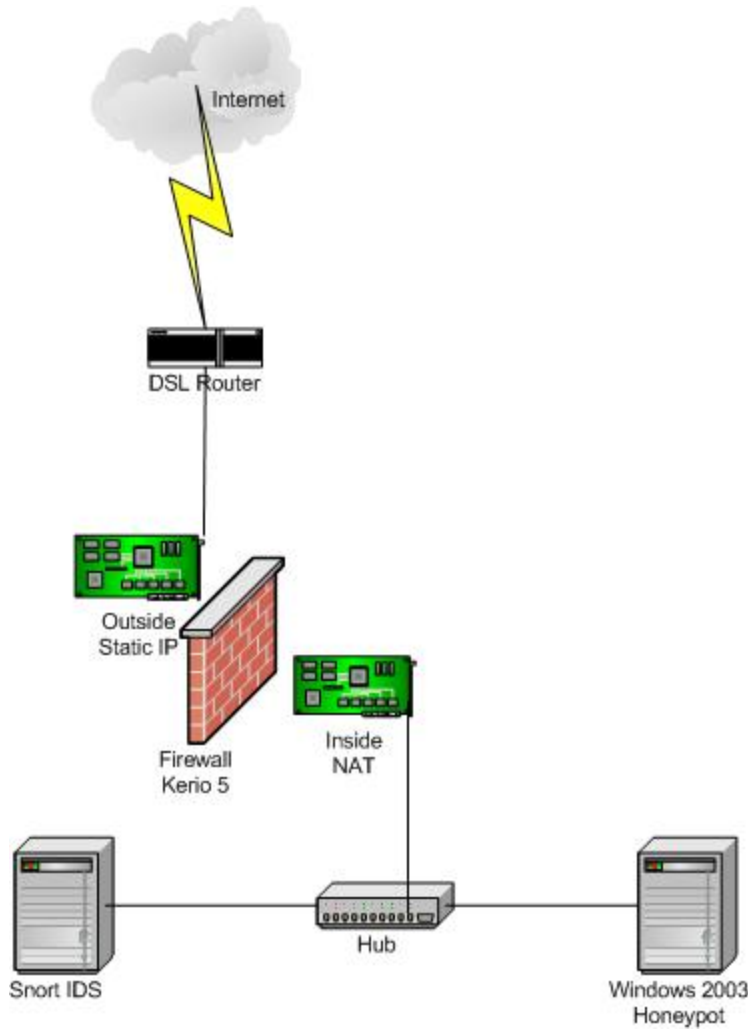 Internet
DSL Router
Outside
Static IP
Firewall
Kerio 5
Inside
NAT
Snort IDS
Hub
Windows 2003
Honeypot